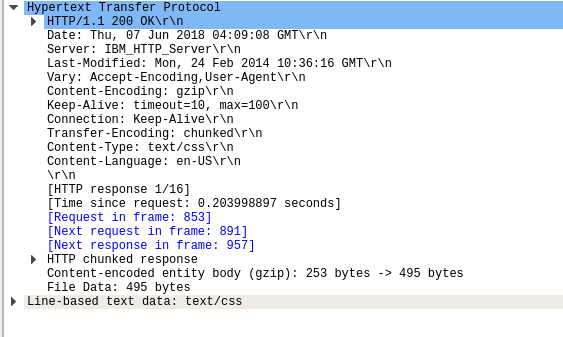 Hypertext Transfer Protocol
HTTP/1.1 200 OK\r\n
Date: Thu, 07 Jun 2018 04:09:08 GMT\r\n
Server: IBM_HTTP_Server\r\n
Last-Modified: Mon, 24 Feb 2014 10:36:16 GMT\r\n
Vary: Accept-Encoding,User-Agent\r\n
Content-Encoding: gzip\r\n
Keep-Alive: timeout=10, max=100\r\n
Connection: Keep-Alive\r\n
Transfer-Encoding: chunked\r\n
Content-Type: text/css\r\n
Content-Language: en-US\r\n
\r\n
[HTTP response 1/16]
[Time since request: 0.203998897 seconds]
[Request in frame: 853]
[Next request in frame: 891]
[Next response in frame: 957]
HTTP chunked response
Content-encoded entity body (gzip): 253 bytes -> 495 bytes
File Data: 495 bytes
Line-based text data: text/css